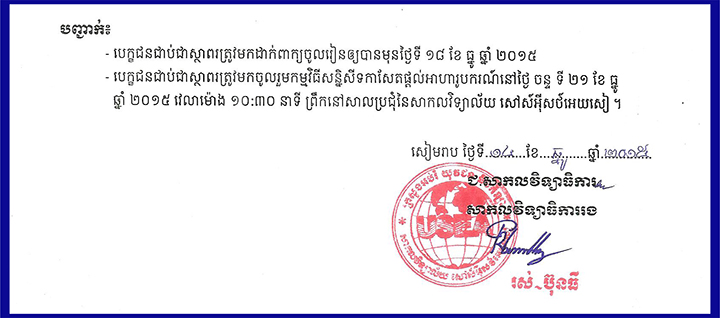 បញ្ជាក់៖
- បេក្ខជនជាប់ជាស្ថាពរត្រូវមកដាក់ពាក្យចូលរៀនឲ្យបានមុនថ្ងៃទី ១៨ ខែ ធ្នូ ឆ្នាំ ២០១៥
- បេក្ខជនជាប់ជាស្ថាពរត្រូវមកចូលរួមកម្មវិធីសន្និសីទកាសែតផ្តល់អាហារូបករណ៍នៅថ្ងៃ ចន្ទ ទី ២១ ខែ ធ្នូ
ឆ្នាំ ២០១៥ វេលាម៉ោង ១០:៣០ នាទី ព្រឹកនៅសាលប្រជុំនៃសាកលវិទ្យាល័យ សៅស៍អ៊ីសថ៍អេយសៀ ។
សៀមរាប ថ្ងៃទី.១៤...ខែ....ធ្នូ.......ឆ្នាំ.២០១៥..
ជ.សាកលវិទ្យាធិការ
សាកលវិទ្យាធិការរង
USEA
រស់ ប៊ុនធី